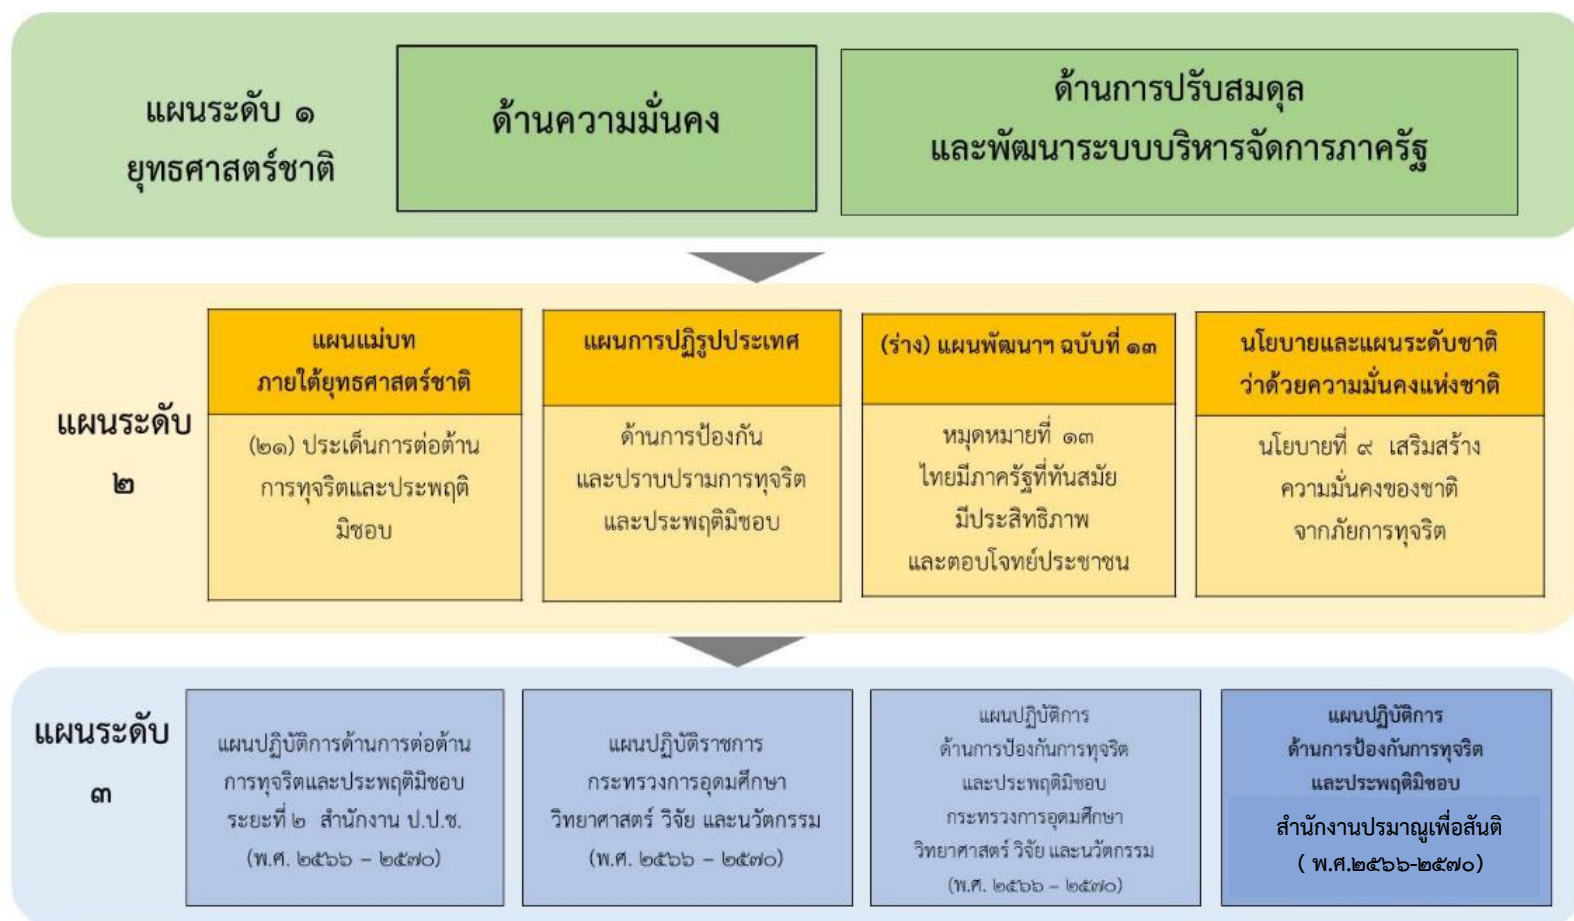 แผนระดับ ๑
ยุทธศาสตร์ชาติ
ด้านความมั่นคง
ด้านการปรับสมดุล
และพัฒนาระบบบริหารจัดการภาครัฐ
แผนระดับ
๒
แผนแม่บท
ภายใต้ยุทธศาสตร์ชาติ
(๒๑) ประเด็นการต่อต้าน
การทุจริตและประพฤติ
มิชอบ
แผนการปฏิรูปประเทศ
ด้านการป้องกัน
และปราบปรามการทุจริต
และประพฤติมิชอบ
(ร่าง) แผนพัฒนาฯ ฉบับที่ ๑๓
หมุดหมายที่ ๑๓
ไทยมีภาครัฐที่ทันสมัย
มีประสิทธิภาพ
และตอบโจทย์ประชาชน
นโยบายและแผนระดับชาติ
ว่าด้วยความมั่นคงแห่งชาติ
นโยบายที่ ๙ เสริมสร้าง
ความมั่นคงของชาติ
จากภัยการทุจริต
แผนระดับ
๓
แผนปฏิบัติการด้านการต่อต้าน
การทุจริตและประพฤติมิชอบ
ระยะที่ ๒ สำนักงาน ป.ป.ช.
(พ.ศ. ๒๕๖๖ – ๒๕๗๐)
แผนปฏิบัติราชการ
กระทรวงการอุดมศึกษา
วิทยาศาสตร์ วิจัย และนวัตกรรม
(พ.ศ. ๒๕๖๖ – ๒๕๗๐)
แผนปฏิบัติการ
ด้านการป้องกันการทุจริต
และประพฤติมิชอบ
กระทรวงการอุดมศึกษา
วิทยาศาสตร์ วิจัย และนวัตกรรม
(พ.ศ. ๒๕๖๖ – ๒๕๗๐)
แผนปฏิบัติการ
ด้านการป้องกันการทุจริต
และประพฤติมิชอบ
สำนักงานปรมาณูเพื่อสันติ
( พ.ศ.๒๕๖๖-๒๕๗๐)